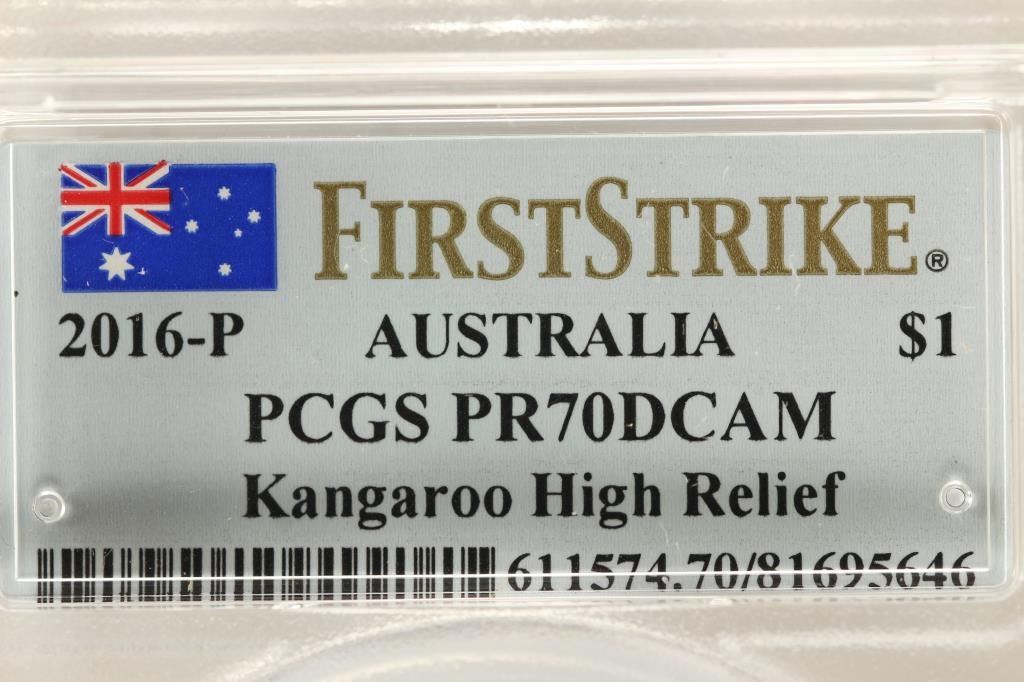 FIRSTSTRIKE®
2016-P AUSTRALIA $1
PCGS PR70DCAM
Kangaroo High Relief
611574.70/81695646